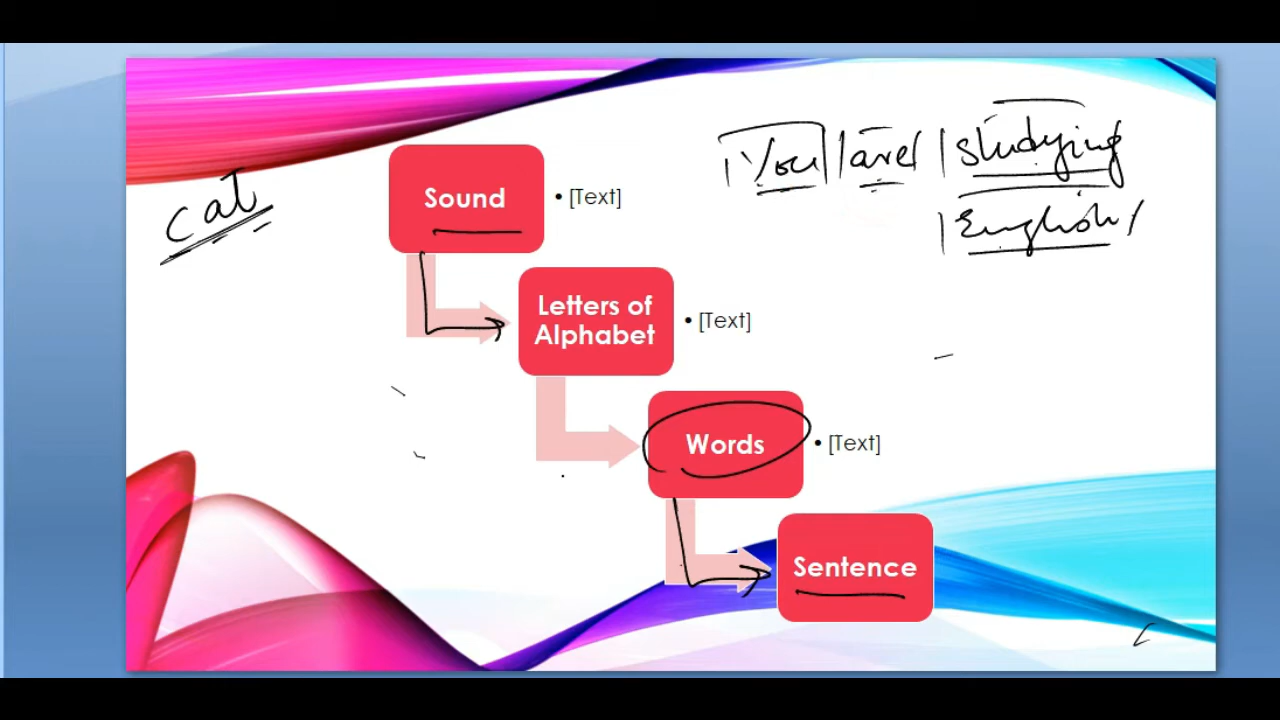 You are studying
English
cat
Sound
• [Text]
Letters of
Alphabet
• [Text]
Words
• [Text]
Sentence